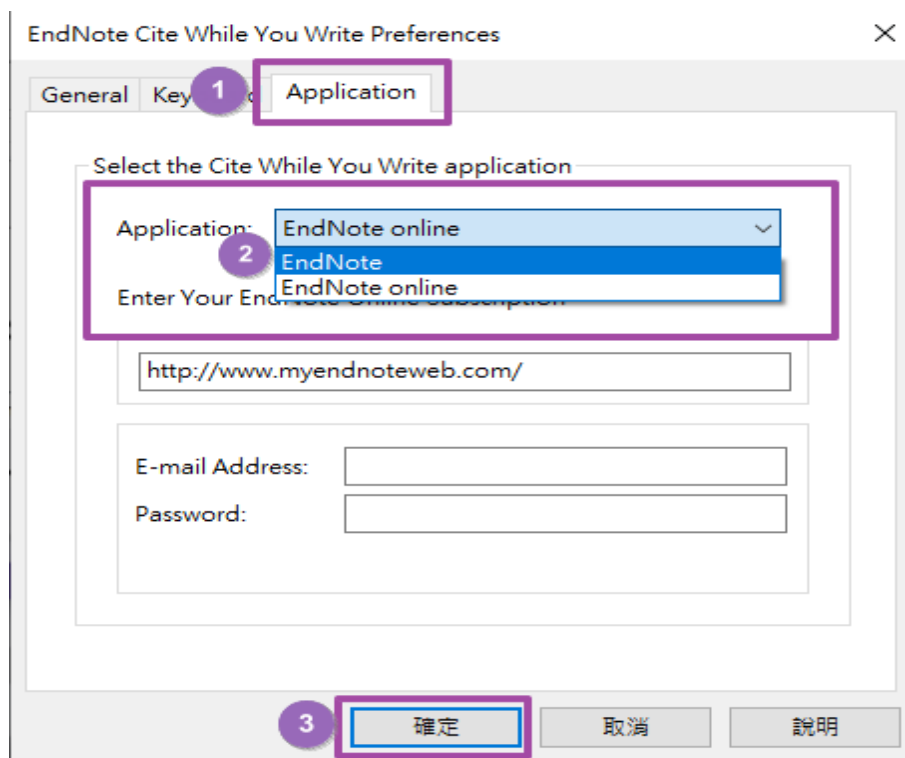 EndNote Cite While You Write Preferences
General Key 1 Application
Select the Cite While You Write application
Application: EndNote online
2 EndNote
EndNote online
Enter Your
http://www.myendnoteweb.com/
E-mail Address:
Password:
3 確定 取消 說明